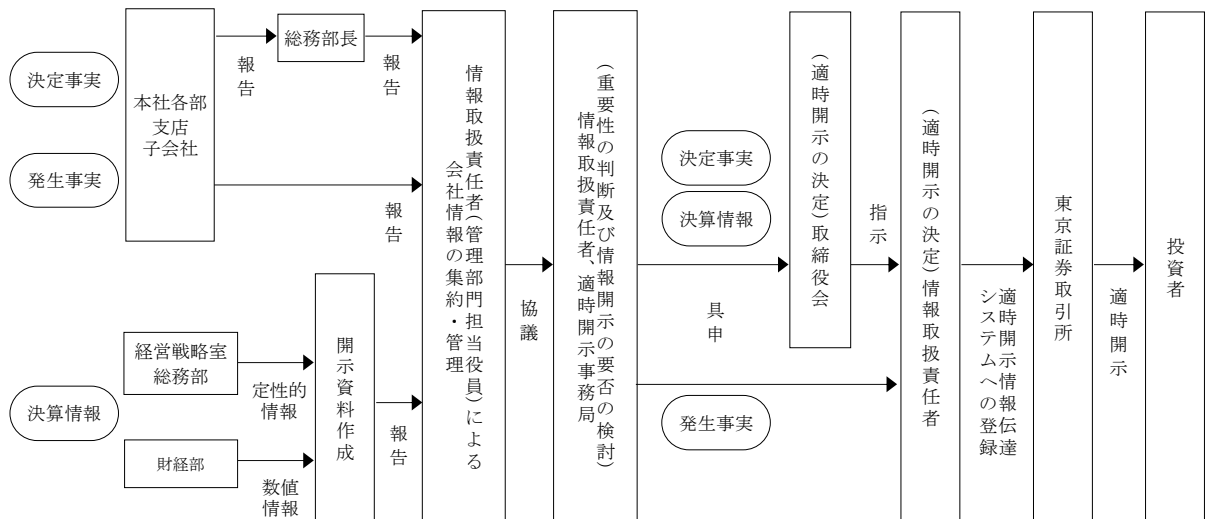 決定事実
発生事実
本社各部
支店
子会社
報告
総務部長
報告
報告
決算情報
経営戦略室
総務部
定性的
情報
財経部
数値
情報
開示資料作成
報告
情報取扱責任者(管理部門担当役員)による
会社情報の集約・管理
協議
(重要性の判断及び情報開示の要否の検討)
情報取扱責任者、適時開示事務局
決定事実
決算情報
具申
発生事実
(適時開示の決定)取締役会
指示
(適時開示の決定)情報取扱責任者
適時開示情報伝達
システムへの登録
東京証券取引所
適時開示
投資者